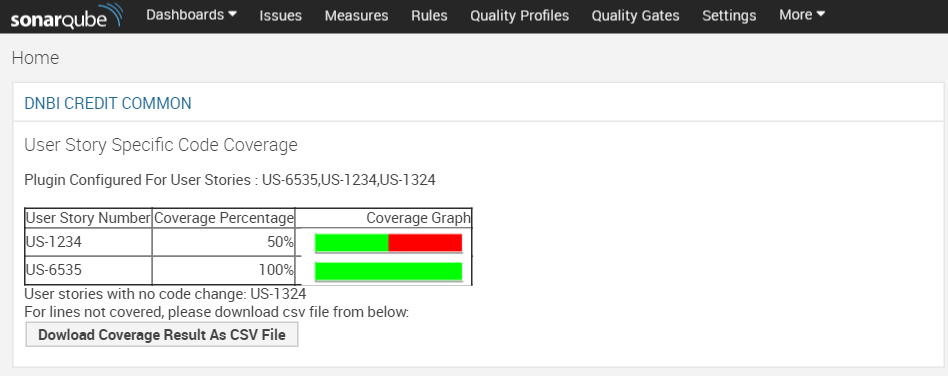 sonarqube Dashboards Issues Measures Rules Quality Profiles Quality Gates Settings More
Home
DNBI CREDIT COMMON
User Story Specific Code Coverage
Plugin Configured For User Stories : US-6535,US-1234,US-1324
User Story Number Coverage Percentage Coverage Graph
US-1234 50%
US-6535 100%
User stories with no code change: US-1324
For lines not covered, please download csv file from below:
Dowload Coverage Result As CSV File